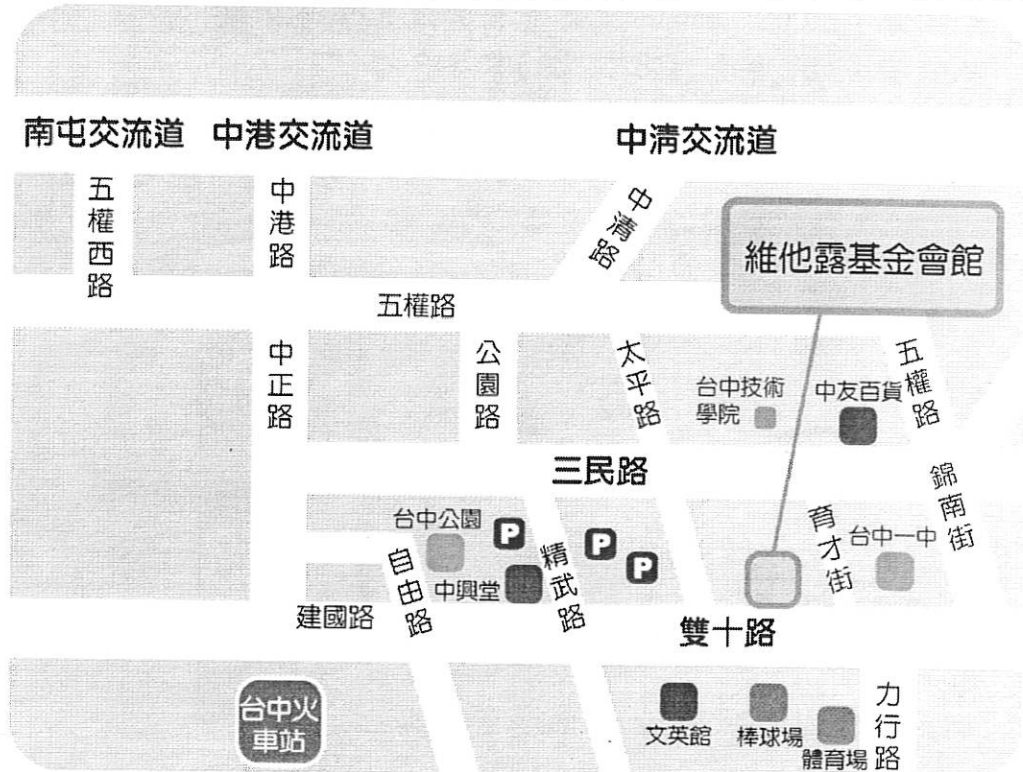 南屯交流道
中港交流道
中清交流道
五權西路
中港路
中清路
維他露基金會館
五權路
中正路
公園路
太平路
台中技術
學院
中友百貨
五權路
三民路
錦南街
台中公園
P
P
P
育才街
台中一中
自由路
中興堂
精武路
建國路
雙十路
台中火
車站
文英館
棒球場
體育場
力行路